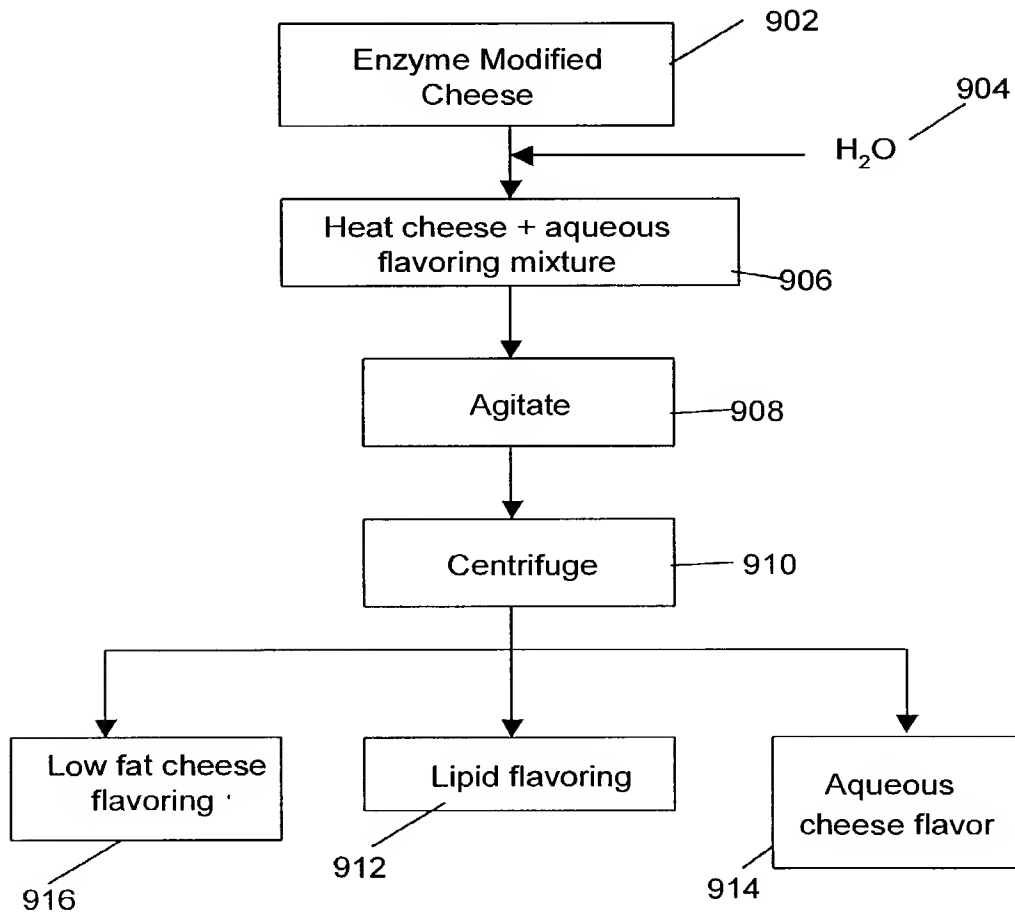 902
Enzyme Modified
Cheese
904
H₂O
Heat cheese + aqueous
flavoring mixture
906
Agitate
908
Centrifuge
910
Low fat cheese
flavoring
916
Lipid flavoring
912
Aqueous
cheese flavor
914